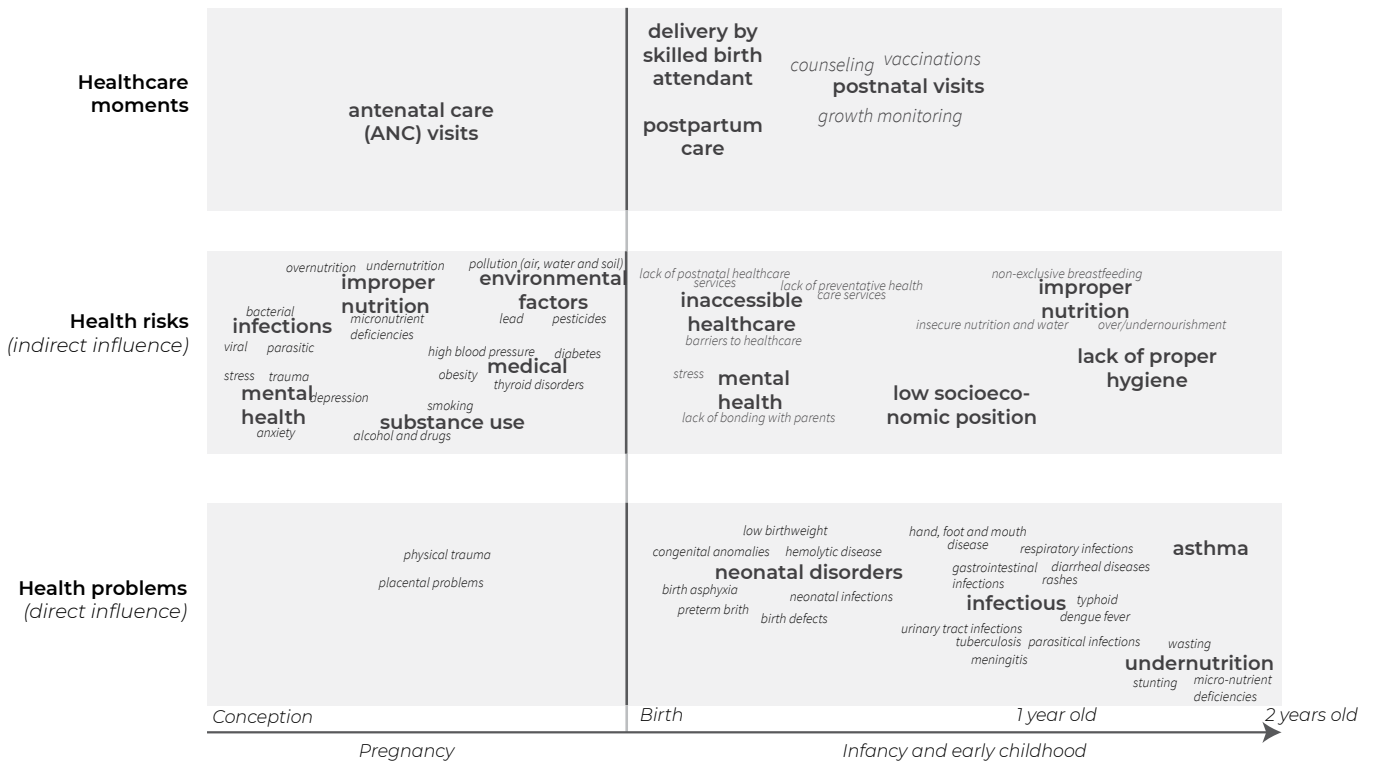 Healthcare
moments
antenatal care
(ANC) visits
delivery by
skilled birth
attendant
postpartum
care
counseling
vaccinations
postnatal visits
growth monitoring
Health risks
(indirect influence)
overnutrition
undernutrition
improper
nutrition
micronutrient
deficiencies
pollution (air, water and soil)
environmental
factors
lead
pesticides
bacterial
infections
viral
parasitic
high blood pressure
diabetes
medical
obesity
thyroid disorders
stress
trauma
mental
health
depression
anxiety
smoking
substance use
alcohol and drugs
lack of postnatal healthcare
services
lack of preventative health
care services
inaccessible
healthcare
barriers to healthcare
stress
mental
health
lack of bonding with parents
non-exclusive breastfeeding
improper
nutrition
insecure nutrition and water
over/undernourishment
lack of proper
hygiene
low socioeco-
nomic position
Health problems
(direct influence)
physical trauma
placental problems
low birthweight
congenital anomalies
hemolytic disease
neonatal disorders
birth asphyxia
neonatal infections
preterm brith
birth defects
hand, foot and mouth
disease
respiratory infections
gastrointestinal
infections
diarrheal diseases
rashes
infectious
typhoid
dengue fever
urinary tract infections
tuberculosis
parasitical infections
meningitis
asthma
wasting
undernutrition
stunting
micro-nutrient
deficiencies
Conception
Birth
1 year old
2 years old
Pregnancy
Infancy and early childhood